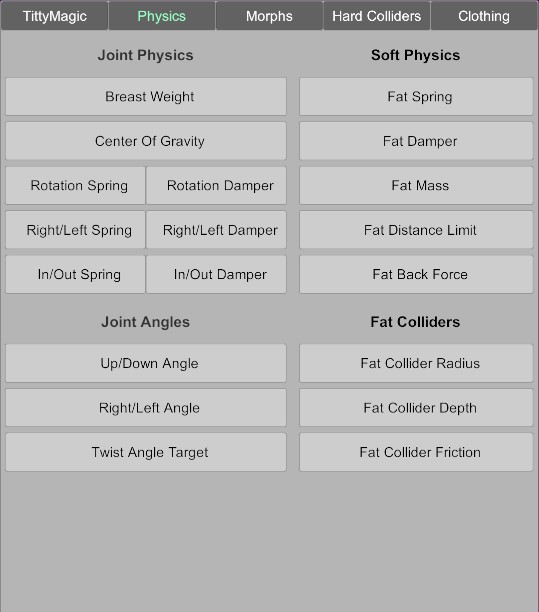 TittyMagic
Physics
Morphs
Hard Colliders
Clothing
Joint Physics
Breast Weight
Center Of Gravity
Rotation Spring
Rotation Damper
Right/Left Spring
Right/Left Damper
In/Out Spring
In/Out Damper
Joint Angles
Up/Down Angle
Right/Left Angle
Twist Angle Target
Soft Physics
Fat Spring
Fat Damper
Fat Mass
Fat Distance Limit
Fat Back Force
Fat Colliders
Fat Collider Radius
Fat Collider Depth
Fat Collider Friction